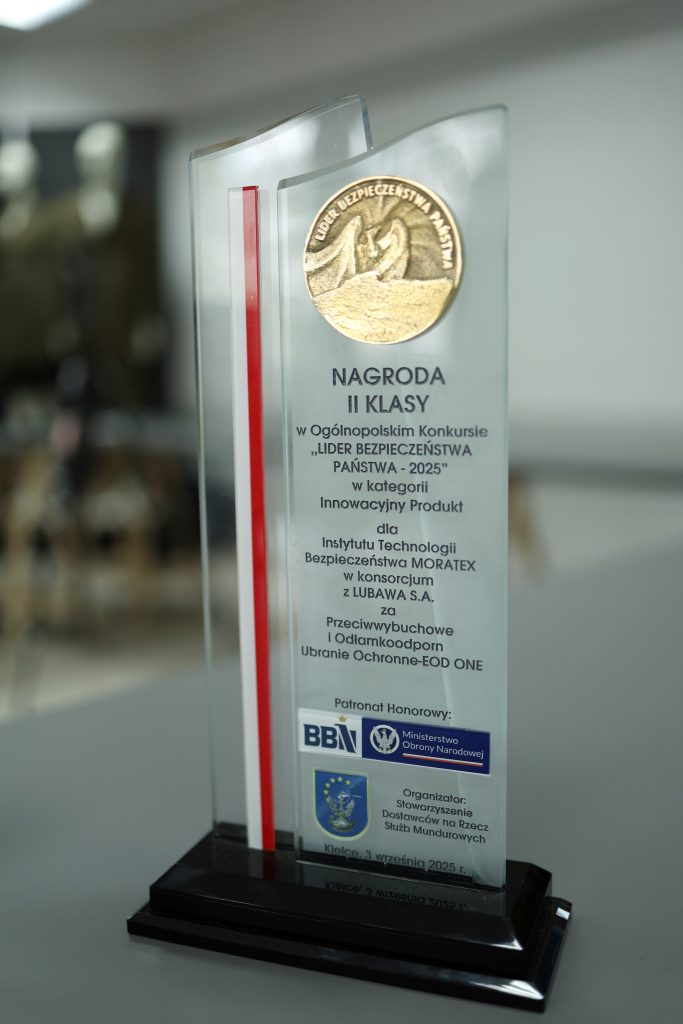 LIDER BEZPIECZEŃSTWA PAŃSTWA
NAGRODA
II KLASY
w Ogólnopolskim Konkursie
„LIDER BEZPIECZEŃSTWA
PAŃSTWA - 2025”
w kategorii
Innowacyjny Produkt
dla
Instytutu Technologii
Bezpieczeństwa MORATEX
w konsorcjum
z LUBAWA S.A.
za
Przeciwwybuchowe
i Odłamkoodporn
Ubranie Ochronne-EOD ONE
Patronat Honorowy:
BBN
Ministerstwo
Obrony Narodowej
Organizator:
Stowarzyszenie
Dostawców na Rzecz
Służb Mundurowych
Kielce, 3 września 2025 r.